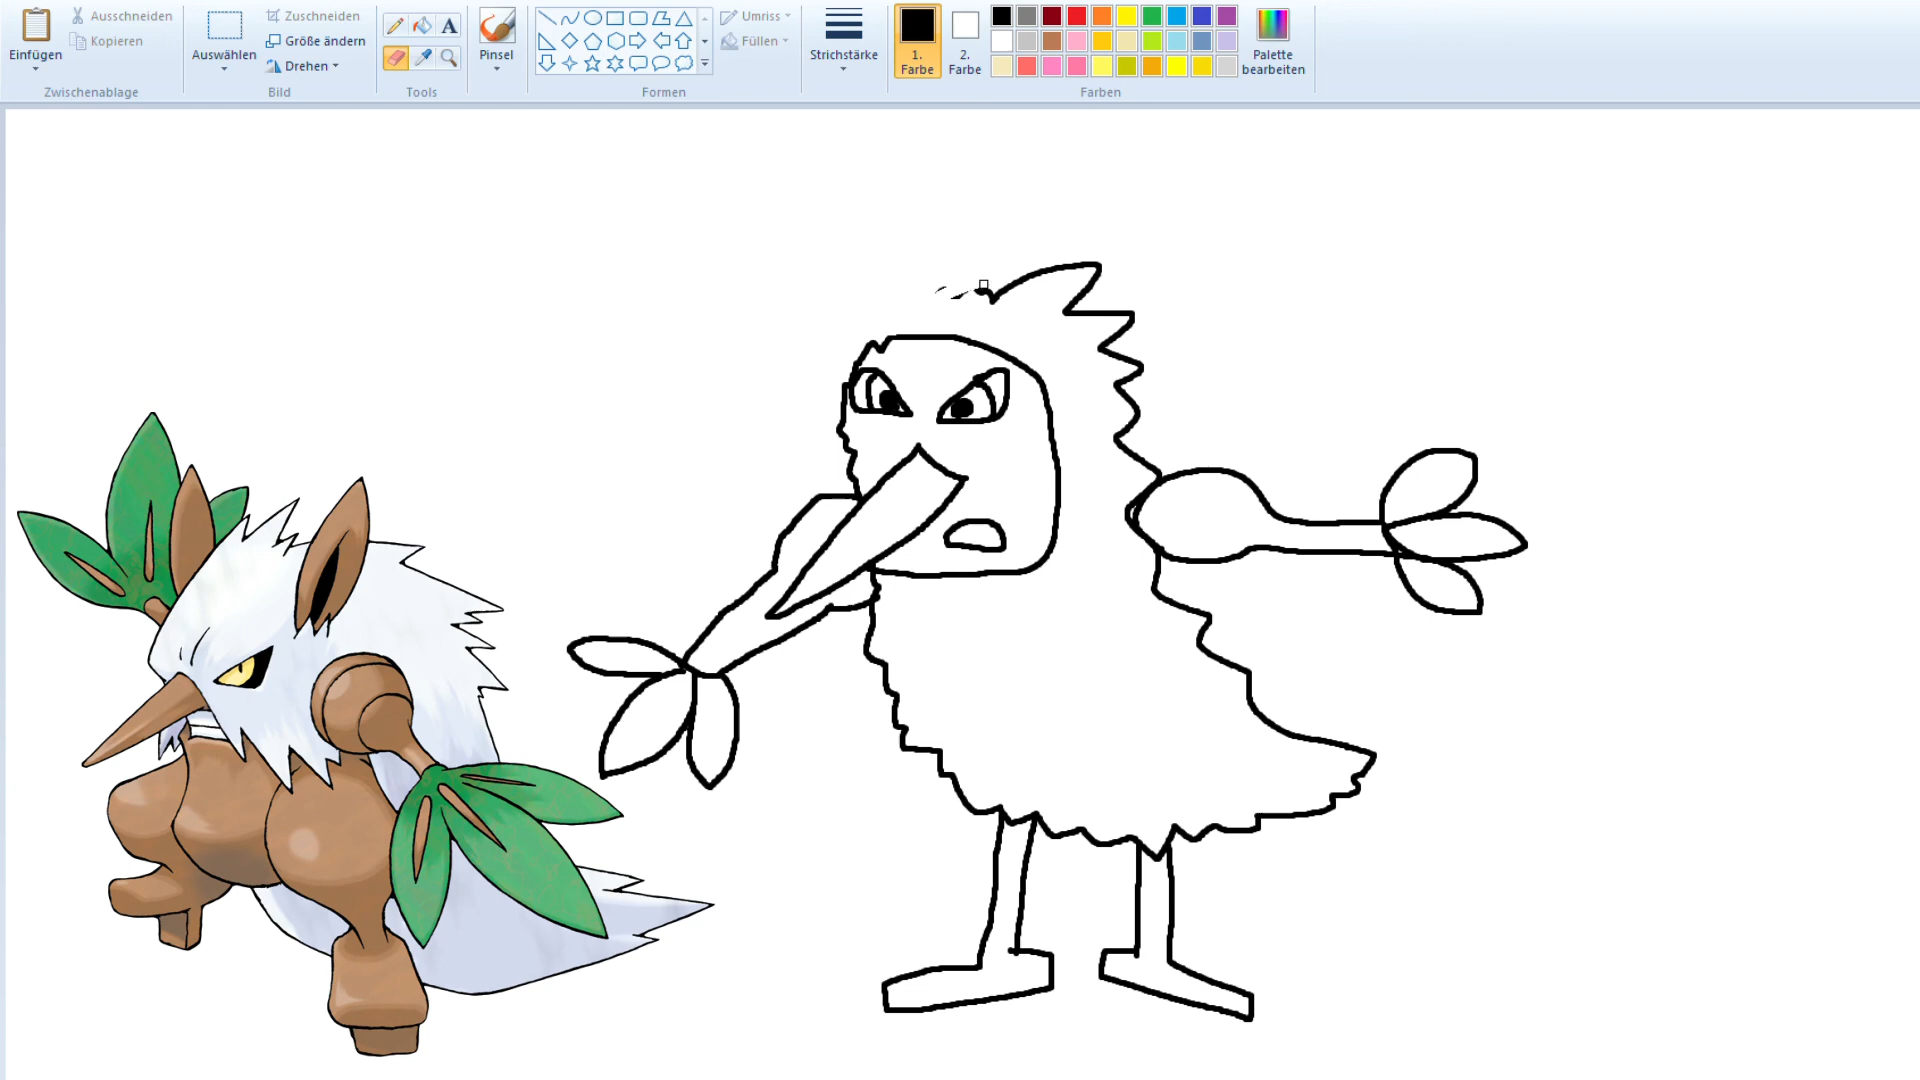 Einfügen
Ausschneiden
Kopieren
Zwischenablage
Auswählen
Zuschneiden
Größe ändern
Drehen
Bild
A
Tools
Pinsel
Umriss
Füllen
Formen
Strichstärke
1.
Farbe
2.
Farbe
Palette
bearbeiten
Farben